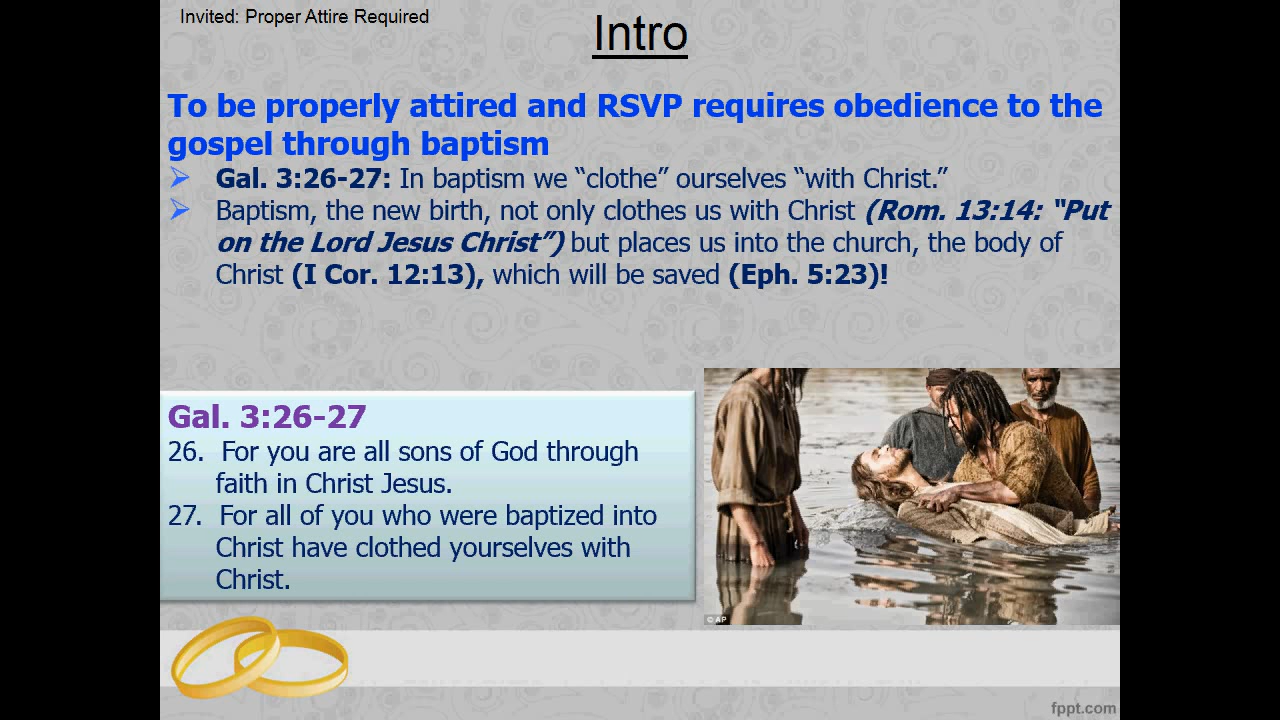 Invited: Proper Attire Required
Intro
To be properly attired and RSVP requires obedience to the
gospel through baptism
Gal. 3:26-27: In baptism we “clothe” ourselves “with Christ.”
Baptism, the new birth, not only clothes us with Christ (Rom. 13:14: “Put
on the Lord Jesus Christ”) but places us into the church, the body of
Christ (I Cor. 12:13), which will be saved (Eph. 5:23)!
Gal. 3:26-27
26. For you are all sons of God through
faith in Christ Jesus.
27. For all of you who were baptized into
Christ have clothed yourselves with
Christ.
© AP
fppt.com